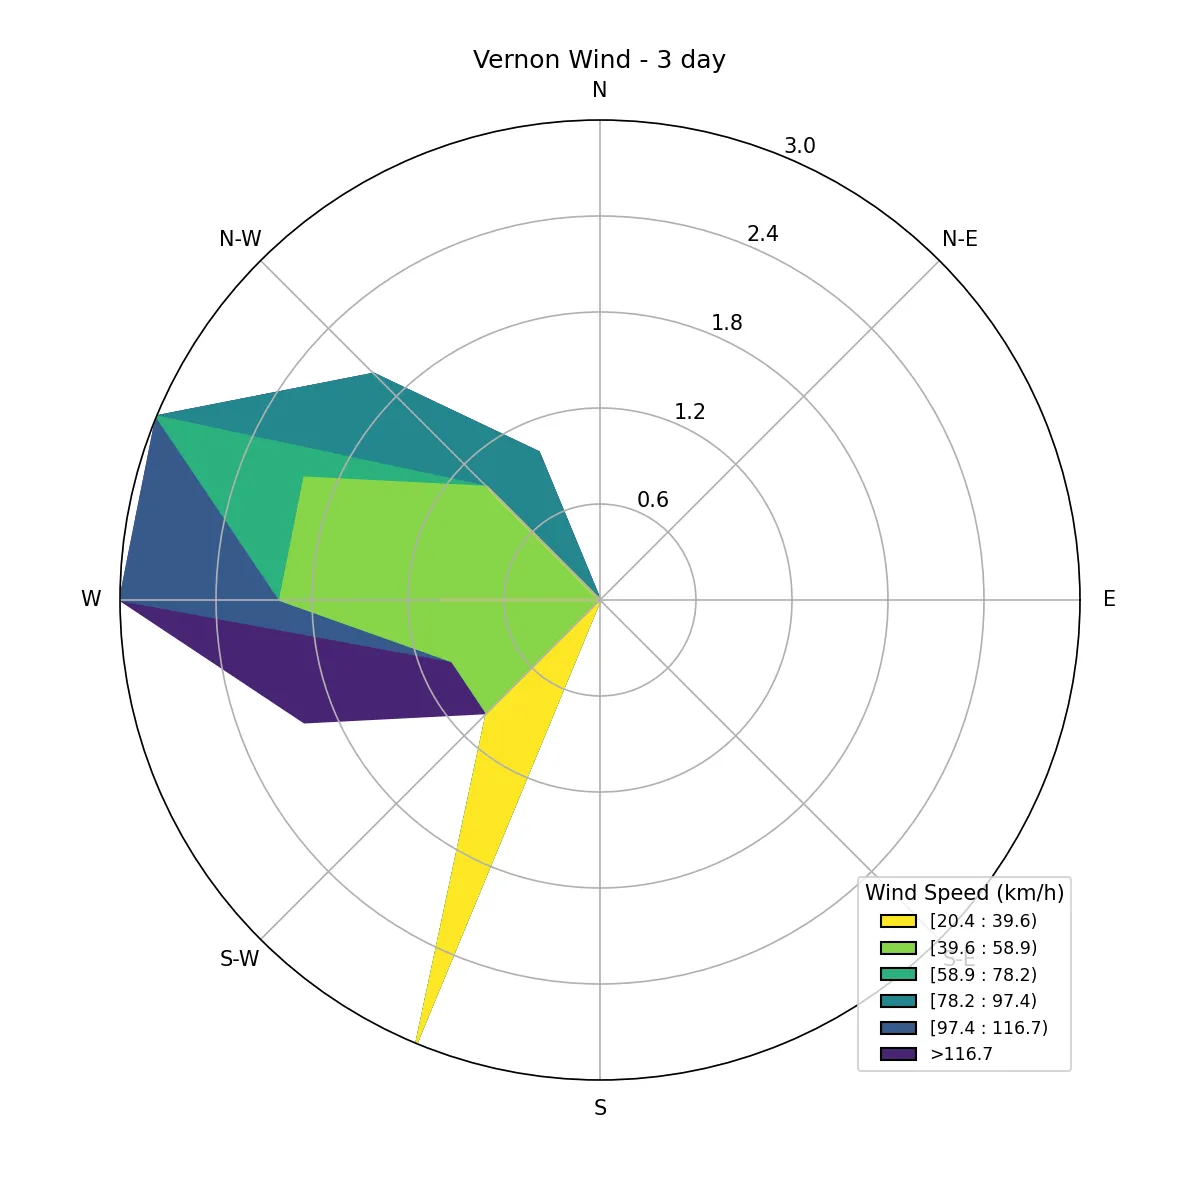 Vernon Wind - 3 day
N
3.0
2.4
N-W
N-E
1.8
1.2
0.6
W
E
Wind Speed (km/h)
[20.4 : 39.6)
[39.6 : 58.9)
S-W
S-E
[58.9 : 78.2)
[78.2 : 97.4)
[97.4 : 116.7)
>116.7
S